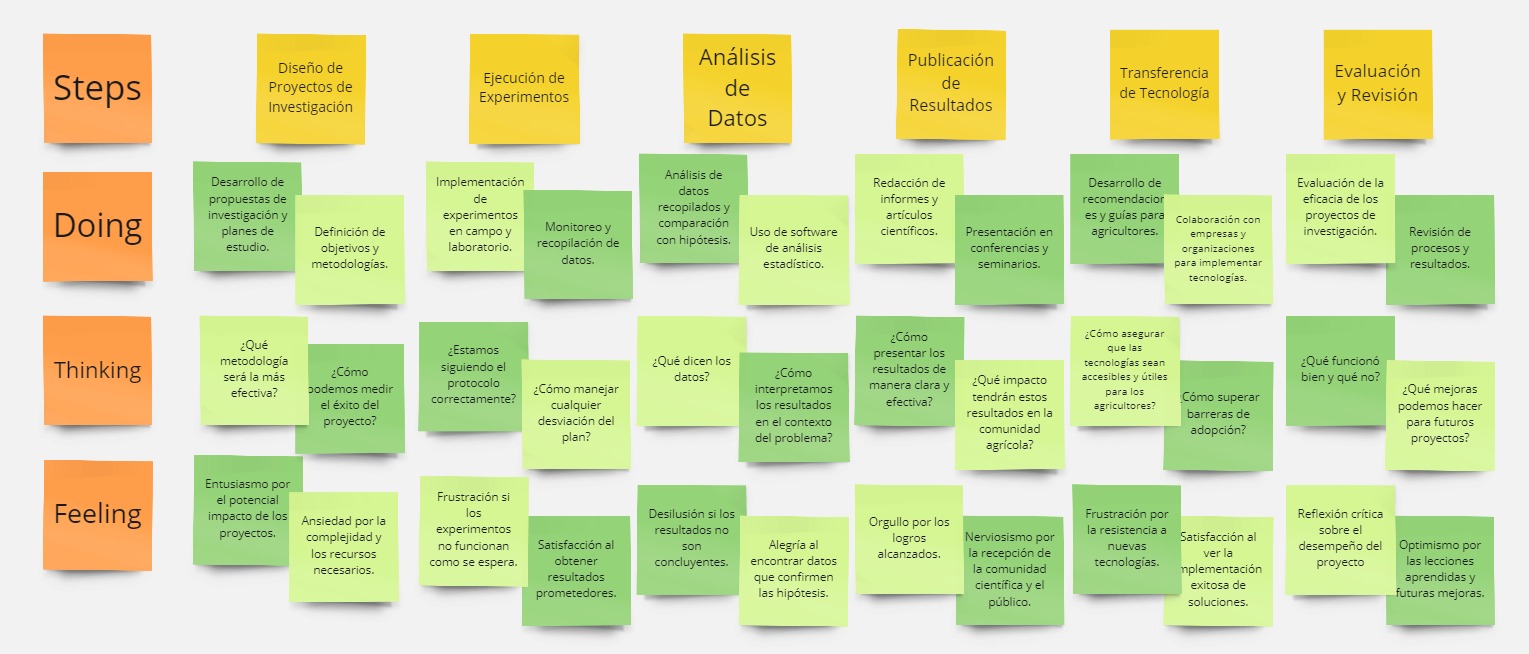 Steps
Diseño de
Proyectos de
Investigación
Ejecución de
Experimentos
Análisis
de
Datos
Publicación
de
Resultados
Transferencia
de Tecnología
Evaluación
y Revisión
Doing
Desarrollo de
propuestas de
investigación y
planes de
estudio.
Definición de
objetivos y
metodologías.
Implementación
de
experimentos
en campo y
laboratorio.
Monitoreo y
recopilación de
datos.
Análisis de
datos
recopilados y
comparación
con hipótesis.
Uso de software
de análisis
estadístico.
Redacción de
informes y
artículos
científicos.
Presentación en
conferencias y
seminarios.
Desarrollo de
recomendacion
es y guías para
agricultores.
Colaboración con
empresas y
organizaciones
para implementar
tecnologías.
Evaluación de la
eficacia de los
proyectos de
investigación.
Revisión de
procesos y
resultados.
Thinking
¿Qué
metodología
será la más
efectiva?
¿Cómo
podemos medir
el éxito del
proyecto?
¿Estamos
siguiendo el
protocolo
correctamente?
¿Cómo manejar
cualquier
desviación del
plan?
¿Qué dicen los
datos?
¿Cómo
interpretamos
los resultados
en el contexto
del problema?
¿Cómo
presentar los
resultados de
manera clara y
efectiva?
¿Qué impacto
tendrán estos
resultados en la
comunidad
agrícola?
¿Cómo asegurar
que las
tecnologías sean
accesibles y útiles
para los
agricultores?
¿Cómo superar
barreras de
adopción?
¿Qué funcionó
bien y qué no?
¿Qué mejoras
podemos hacer
para futuros
proyectos?
Feeling
Entusiasmo por
el potencial
impacto de los
proyectos.
Ansiedad por la
complejidad y
los recursos
necesarios.
Frustración si
los
experimentos
no funcionan
como se espera.
Satisfacción al
obtener
resultados
prometedores.
Desilusión si los
resultados no
son
concluyentes.
Alegría al
encontrar datos
que confirmen
las hipótesis.
Orgullo por los
logros
alcanzados.
Nerviosismo por
la recepción de
la comunidad
científica y el
público.
Frustración por
la resistencia a
nuevas
tecnologías.
Satisfacción al
ver la
implementación
exitosa de
soluciones.
Reflexión crítica
sobre el
desempeño del
proyecto
Optimismo por
las lecciones
aprendidas y
futuras mejoras.